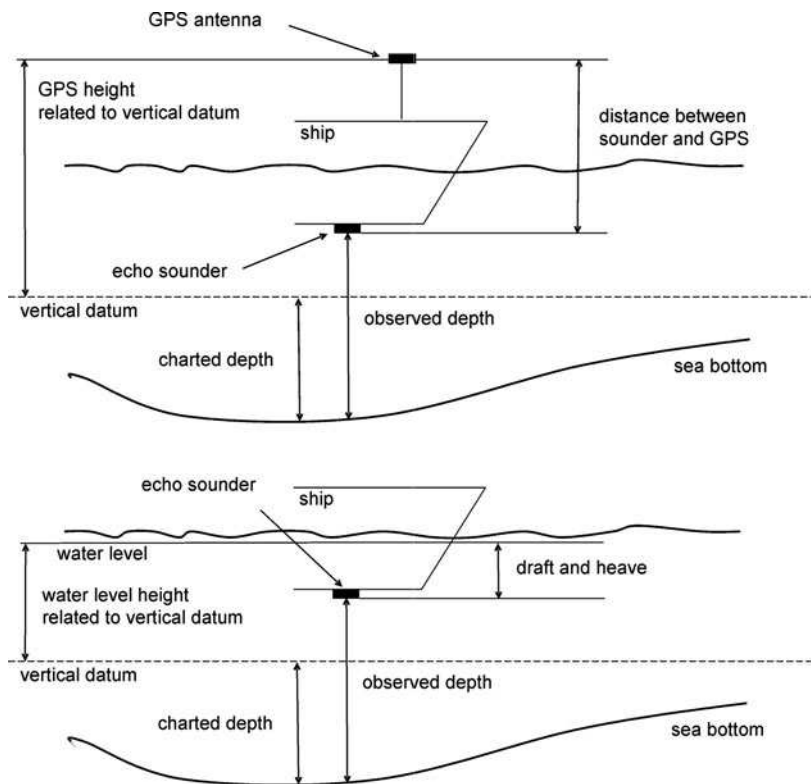 GPS antenna
GPS height
related to vertical datum
ship
distance between
sounder and GPS
echo sounder
vertical datum
observed depth
charted depth
sea bottom
echo sounder
ship
water level
draft and heave
water level height
related to vertical datum
vertical datum
observed depth
charted depth
sea bottom